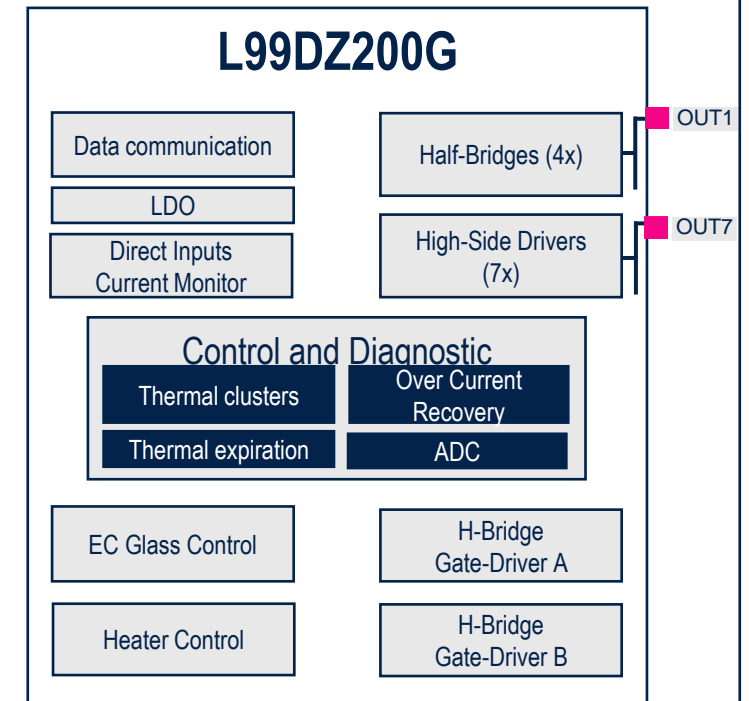 L99DZ200G
Data communication
LDO
Direct Inputs
Current Monitor
Half-Bridges (4x)
OUT1
High-Side Drivers
(7x)
OUT7
Control and Diagnostic
Thermal clusters
Over Current
Recovery
Thermal expiration
ADC
EC Glass Control
H-Bridge
Gate-Driver A
Heater Control
H-Bridge
Gate-Driver B